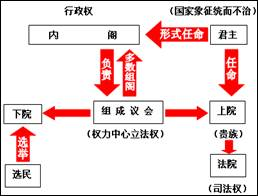 行政权
(国家象征统而不治)
内 阁
形式任命
君主
负责
多数组阁
任命
下院
组成议会
上院
(权力中心立法权)
(贵族)
选举
选民
法院
(司法权)